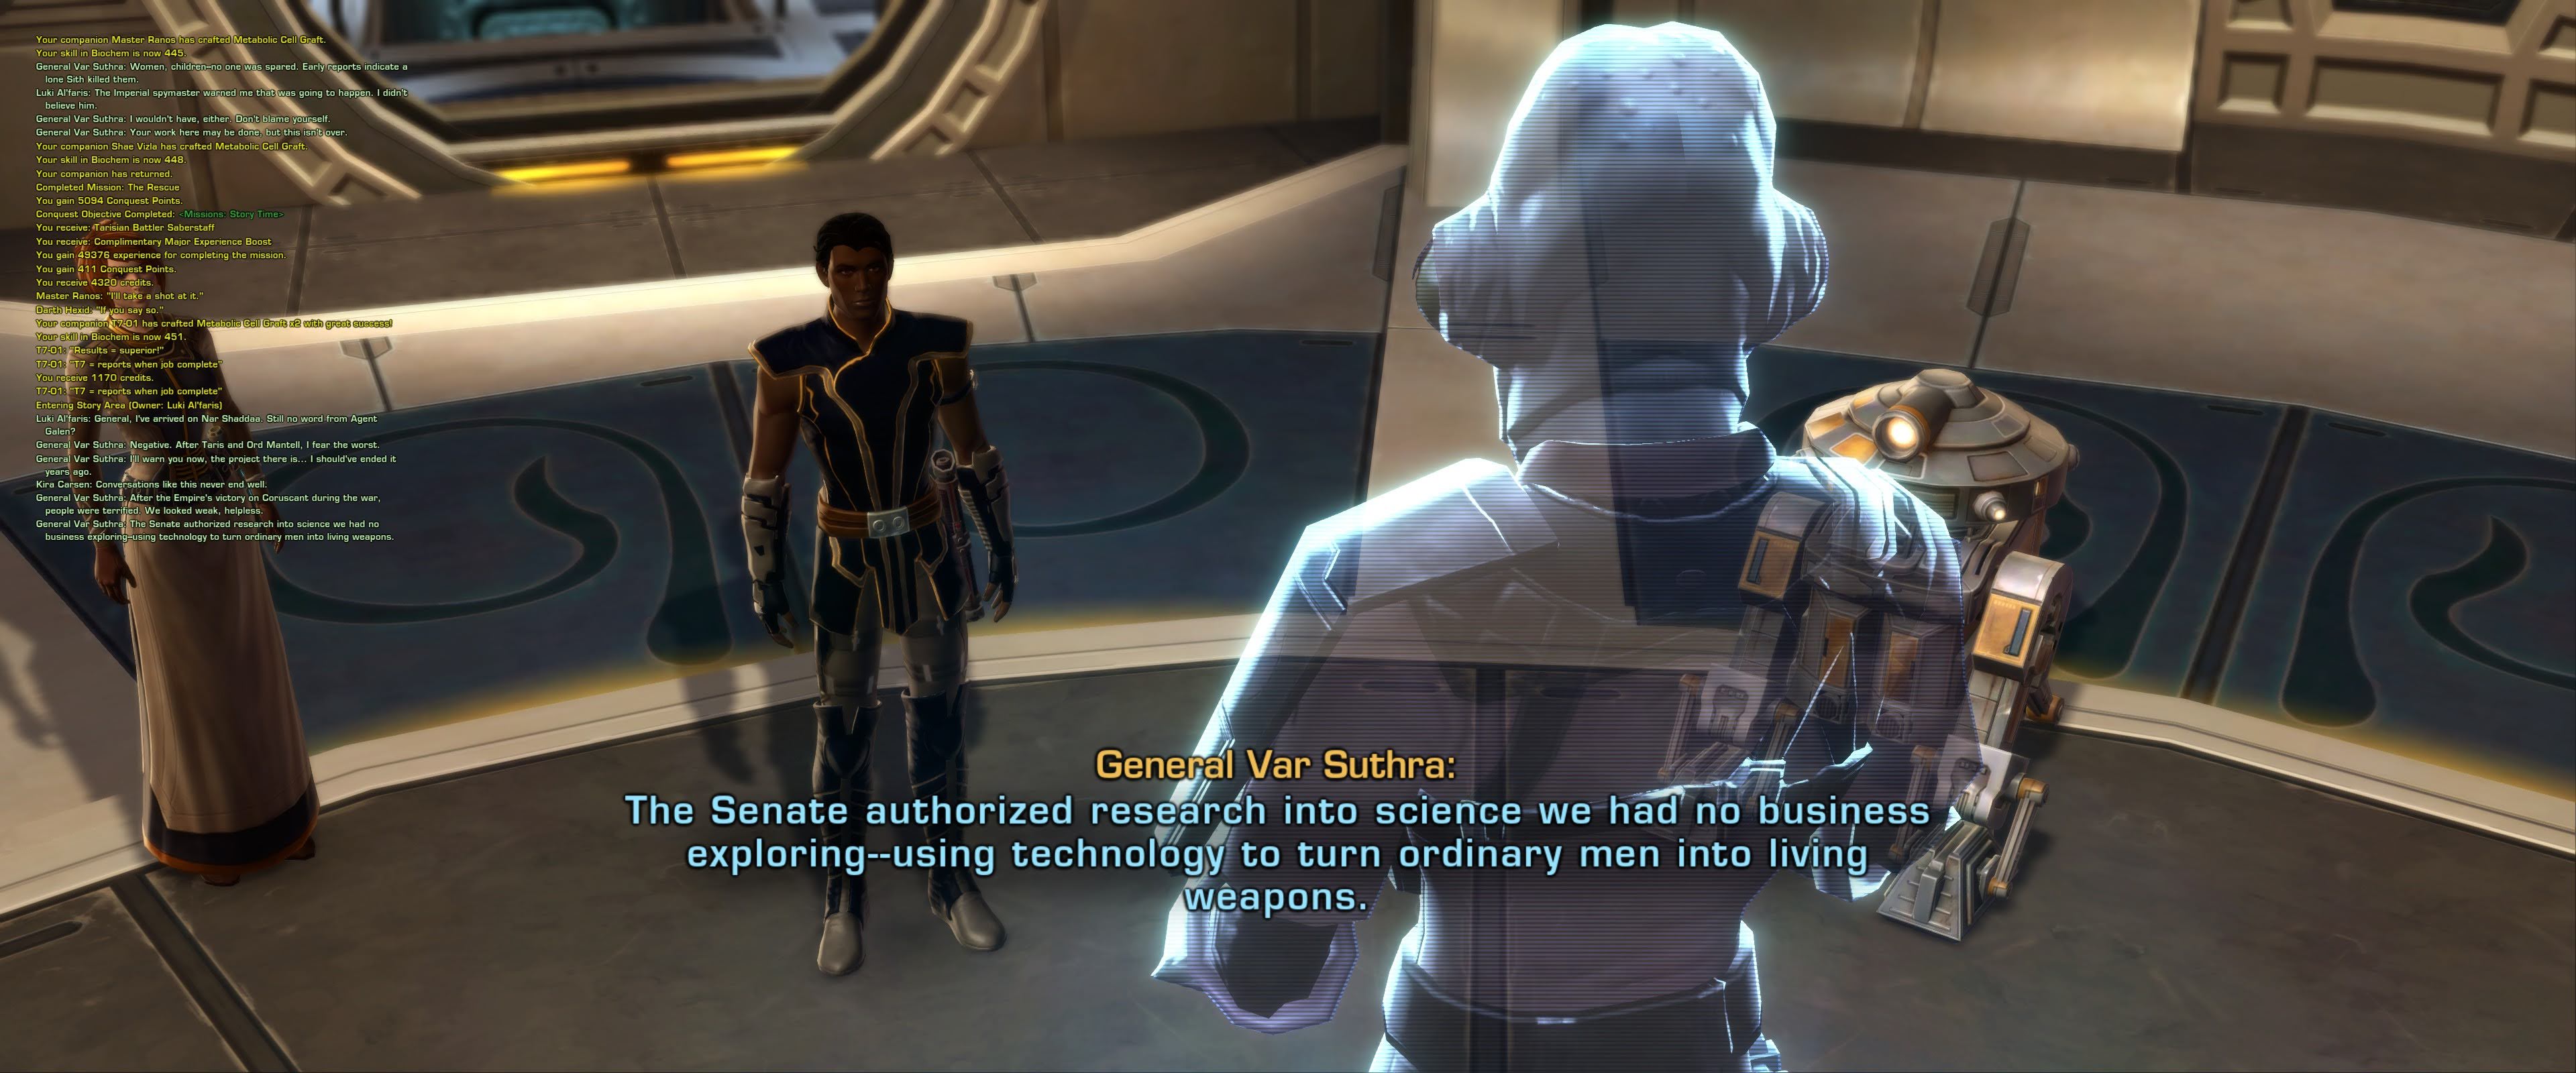 Your companion Master Ranos has crafted Metabolic Cell Graft.
Your skill in Biochem is now 445.
General Var Suthra: Women, children--no one was spared. Early reports indicate a
lone Sith killed them.
Luki Al'faris: The Imperial spymaster warned me that was going to happen. I didn't
believe him.
General Var Suthra: I wouldn't have, either. Don't blame yourself.
General Var Suthra: Your work here may be done, but this isn't over.
Your companion Shae Vizla has crafted Metabolic Cell Graft.
Your skill in Biochem is now 448.
Your companion has returned.
Completed Mission: The Rescue
You gain 5094 Conquest Points.
Conquest Objective Completed: <Missions: Story Time>
You receive: Tarisian Battler Saberstaff
You receive: Complimentary Major Experience Boost
You gain 49376 experience for completing the mission.
You gain 411 Conquest Points.
You receive 4320 credits.
Master Ranos: "I'll take a shot at it."
Darth Hexid: "If you say so."
Your companion T7-01 has crafted Metabolic Cell Graft x2 with great success!
Your skill in Biochem is now 451.
T7-01: "Results = superior!"
T7-01: "T7 = reports when job complete"
You receive 1170 credits.
T7-01: "T7 = reports when job complete"
Entering Story Area (Owner: Luki Al'faris)
Luki Al'faris: General, I've arrived on Nar Shaddaa. Still no word from Agent
Galen?
General Var Suthra: Negative. After Taris and Ord Mantell, I fear the worst.
General Var Suthra: I'll warn you now, the project there is... I should've ended it
years ago.
Kira Carsen: Conversations like this never end well.
General Var Suthra: After the Empire's victory on Coruscant during the war,
people were terrified. We looked weak, helpless.
General Var Suthra: The Senate authorized research into science we had no
business exploring--using technology to turn ordinary men into living weapons.
General Var Suthra:
The Senate authorized research into science we had no business
exploring--using technology to turn ordinary men into living
weapons.